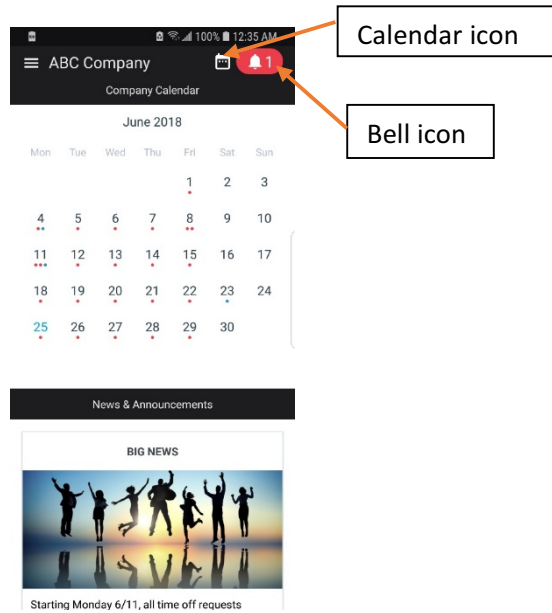 100% 12:35 AM
Calendar icon
ABC Company
1
Company Calendar
Bell icon
June 2018
Mon Tue Wed Thu Fri Sat Sun
1 2 3
4 5 6 7 8 9 10
11 12 13 14 15 16 17
18 19 20 21 22 23 24
25 26 27 28 29 30
News & Announcements
BIG NEWS
Starting Monday 6/11, all time off requests